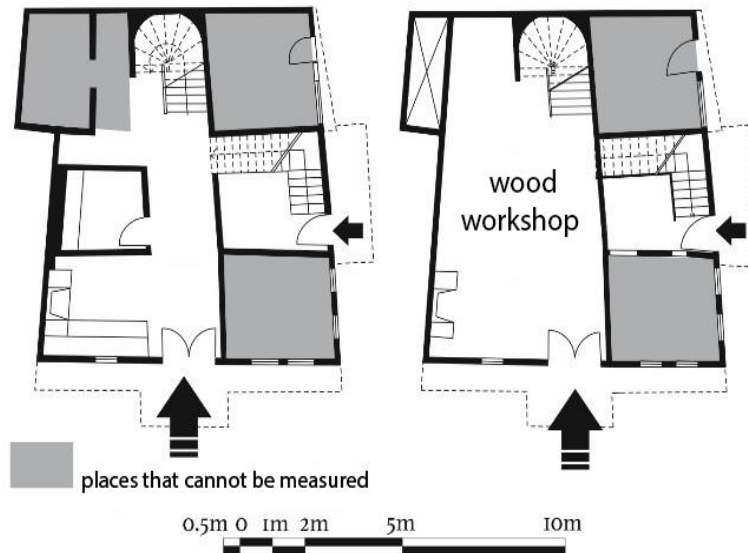 wood
workshop
places that cannot be measured
0.5m 0 1m 2m 5m 10m